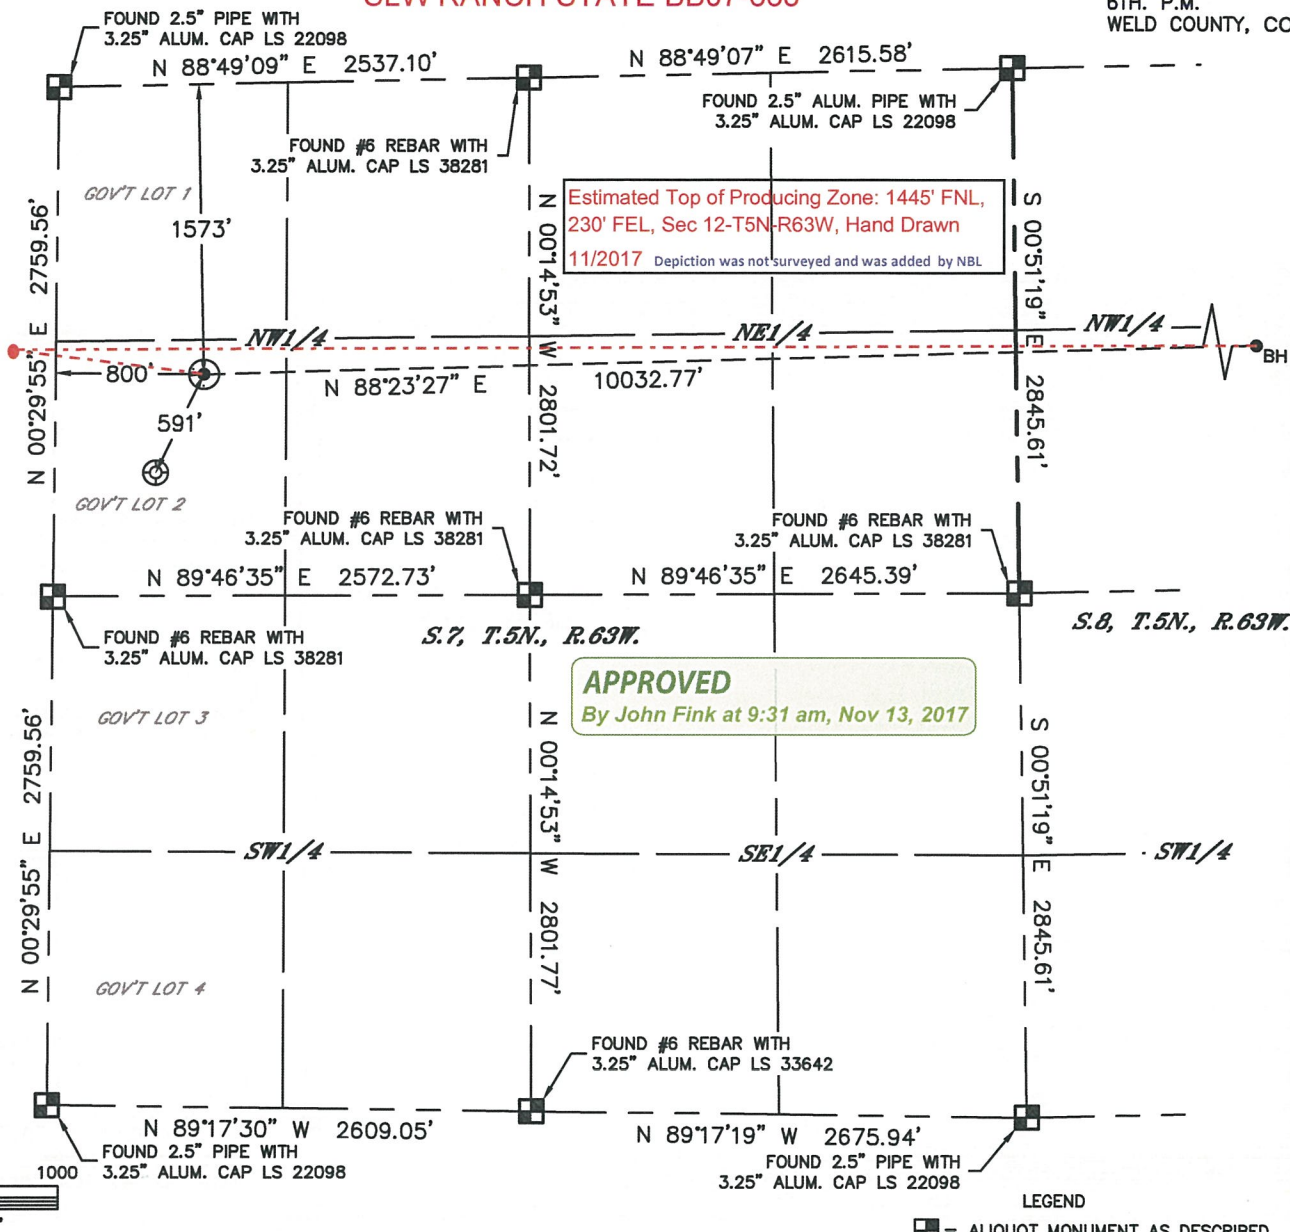 6TH. P.M.
WELD COUNTY, CO
FOUND 2.5" PIPE WITH
3.25" ALUM. CAP LS 22098
N 88°49'09" E 2537.10'
N 88°49'07" E 2615.58'
FOUND 2.5" ALUM. PIPE WITH
3.25" ALUM. CAP LS 22098
FOUND #6 REBAR WITH
3.25" ALUM. CAP LS 38281
GOV'T LOT 1
1573'
Estimated Top of Producing Zone: 1445' FNL,
230' FEL, Sec 12-T5N-R63W, Hand Drawn
11/2017 Depiction was not surveyed and was added by NBL
N 00°29'55" E 2759.56'
N 00°14'53" W 2801.72'
S 00°51'19" E 2845.61'
NW1/4
NE1/4
NW1/4
BH
800'
N 88°23'27" E 10032.77'
591'
GOV'T LOT 2
FOUND #6 REBAR WITH
3.25" ALUM. CAP LS 38281
FOUND #6 REBAR WITH
3.25" ALUM. CAP LS 38281
N 89°46'35" E 2572.73'
N 89°46'35" E 2645.39'
FOUND #6 REBAR WITH
3.25" ALUM. CAP LS 38281
S.7, T.5N., R.63W.
S.8, T.5N., R.63W.
APPROVED
By John Fink at 9:31 am, Nov 13, 2017
GOV'T LOT 3
N 00°29'55" E 2759.56'
N 00°14'53" W 2801.77'
S 00°51'19" E 2845.61'
SW1/4
SE1/4
SW1/4
GOV'T LOT 4
FOUND #6 REBAR WITH
3.25" ALUM. CAP LS 33642
N 89°17'30" W 2609.05'
N 89°17'19" W 2675.94'
FOUND 2.5" PIPE WITH
3.25" ALUM. CAP LS 22098
FOUND 2.5" PIPE WITH
3.25" ALUM. CAP LS 22098
1000
LEGEND
= ALIQUOT MONUMENT AS DESCRIBED